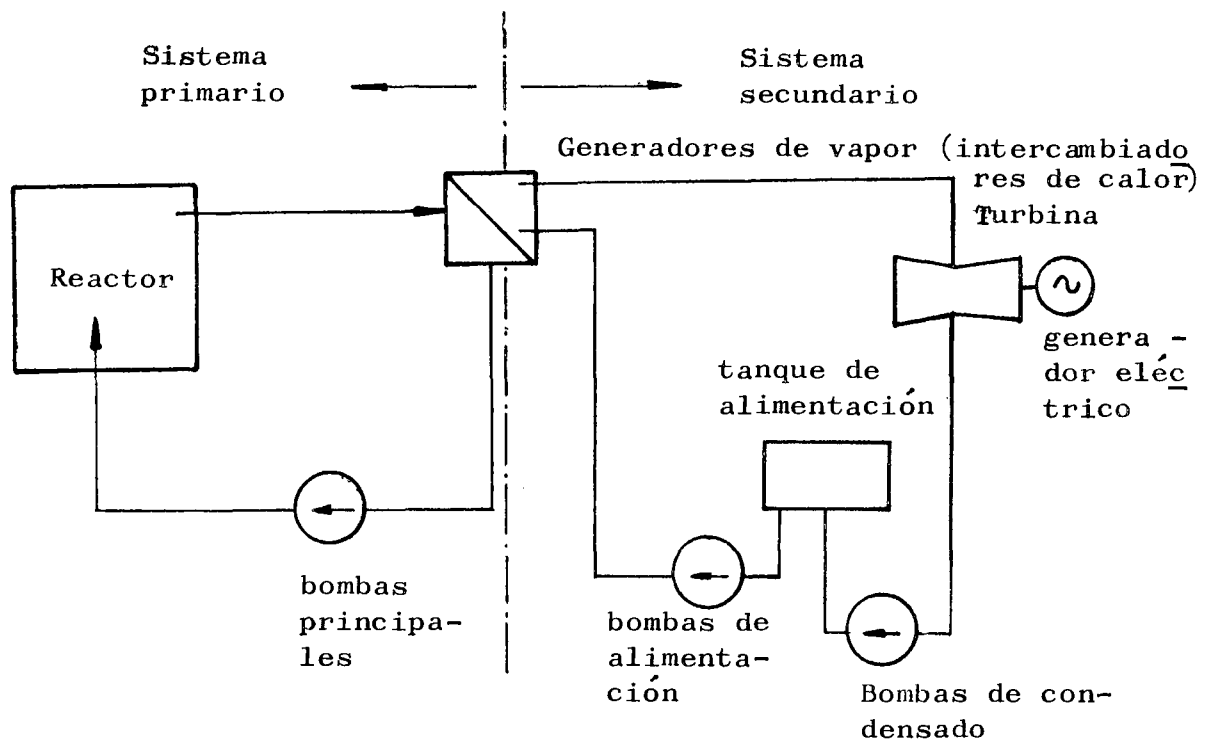 Sistema
primario
Sistema
secundario
Generadores de vapor (intercambiado
res de calor)
Turbina
Reactor
genera -
dor eléc
trico
tanque de
alimentación
bombas
principa-
les
bombas de
alimenta-
ción
Bombas de con-
densado